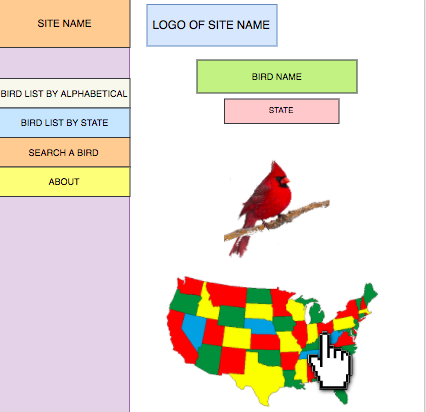 SITE NAME
LOGO OF SITE NAME
BIRD NAME
STATE
BIRD LIST BY ALPHABETICAL
BIRD LIST BY STATE
SEARCH A BIRD
ABOUT